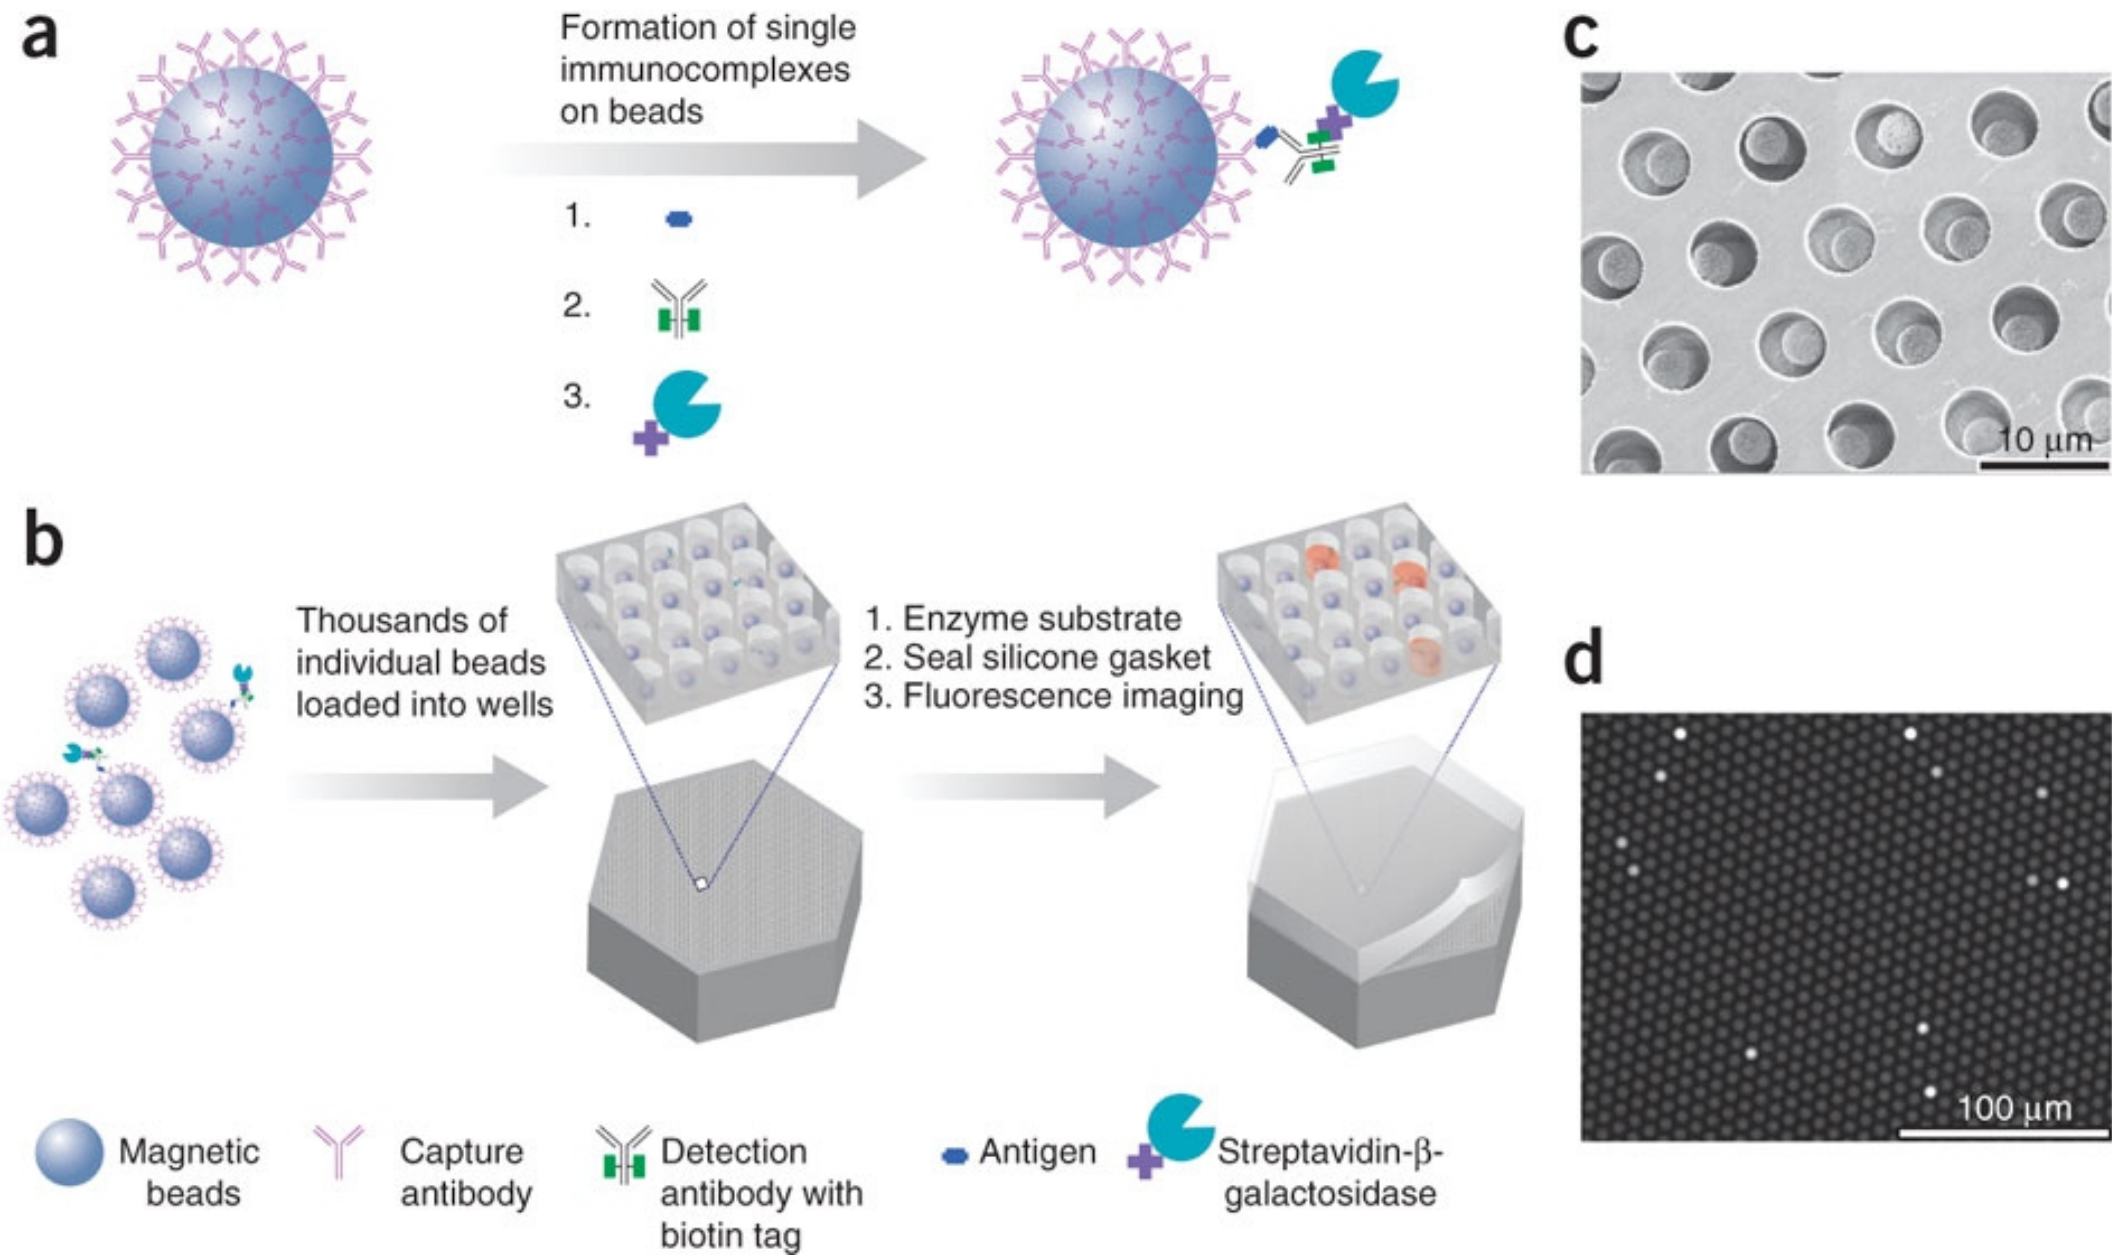 a
Formation of single
immunocomplexes
on beads
1.
2.
3.
c
10 μm
b
Thousands of
individual beads
loaded into wells
1. Enzyme substrate
2. Seal silicone gasket
3. Fluorescence imaging
d
100 μm
Magnetic
beads
Capture
antibody
Detection
antibody with
biotin tag
Antigen
Streptavidin-β-
galactosidase